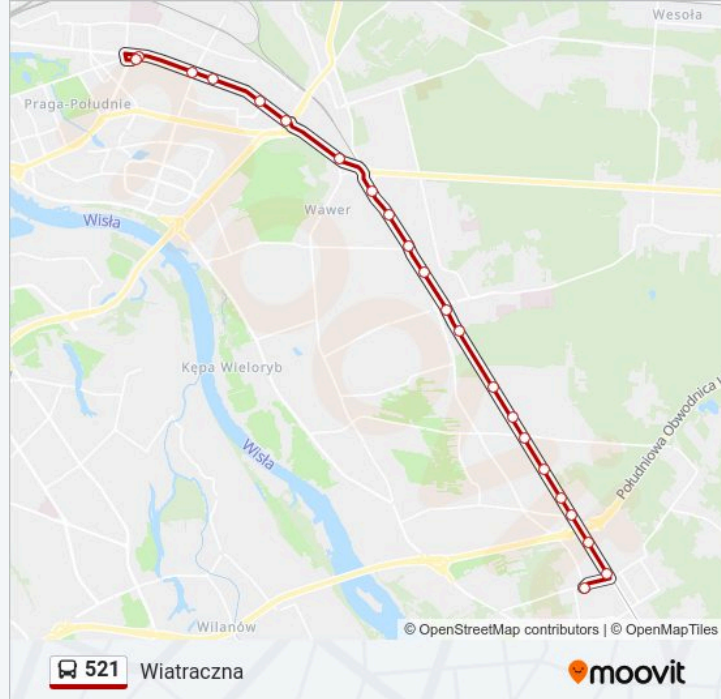 Wesoła
Praga-Południe
Wisła
Wawer
Kępa Wieloryb
Wisła
Południowa Obwodnica
Wilanów
© OpenStreetMap contributors | © OpenMapTiles
521 Wiatraczna
moovit